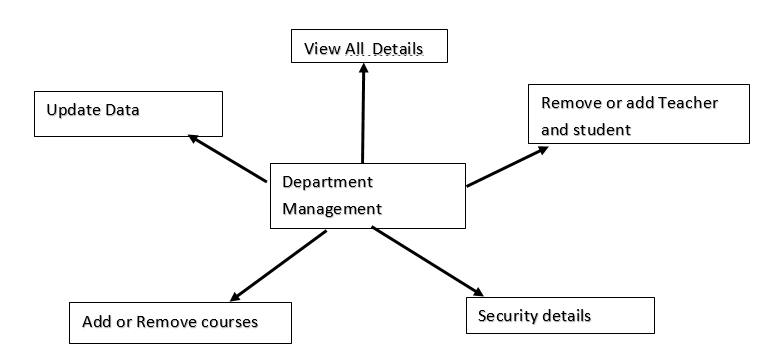 View All Details
Update Data
Remove or add Teacher
and student
Department
Management
Add or Remove courses
Security details